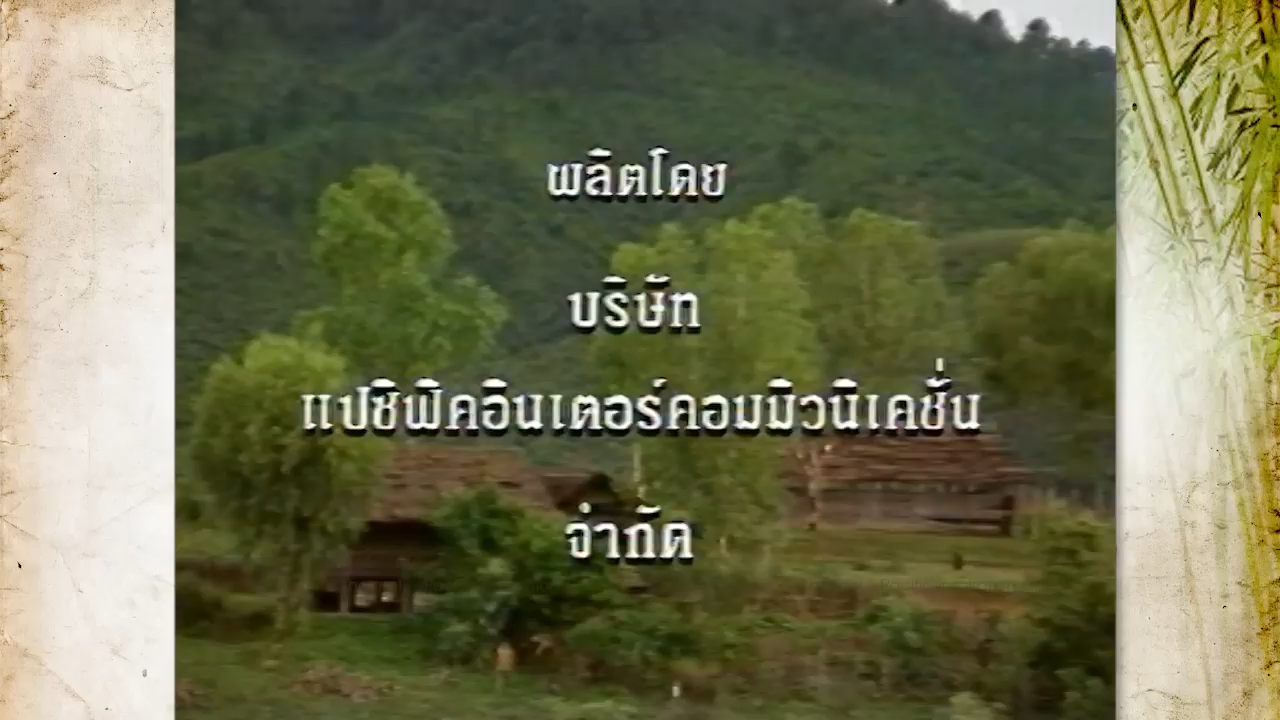 ผลิตโดย
บริษัท
แปซิฟิคอินเตอร์คอมมิวนิเคชั่น
จำกัด